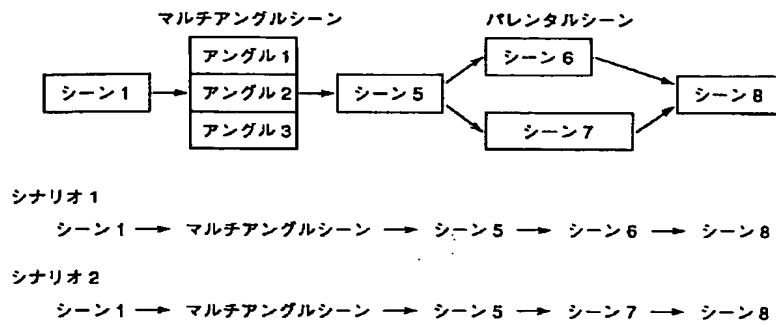 マルチアングルシーン パレンタルシーン
アングル1 シーン6
シーン1 アングル2 シーン5 シーン8
アングル3 シーン7
シナリオ1
シーン1 → マルチアングルシーン → シーン5 → シーン6 → シーン8
シナリオ2
シーン1 → マルチアングルシーン → シーン5 → シーン7 → シーン8